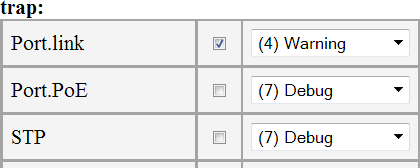 trap:
Port.link (4) Warning
Port.PoE (7) Debug
STP (7) Debug